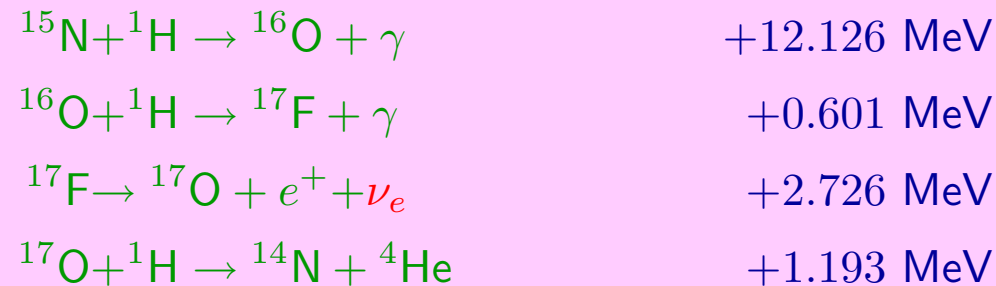 ¹⁵N+¹H → ¹⁶O + γ +12.126 MeV
¹⁶O+¹H → ¹⁷F + γ +0.601 MeV
¹⁷F→ ¹⁷O + e⁺+νₑ +2.726 MeV
¹⁷O+¹H → ¹⁴N + ⁴He +1.193 MeV